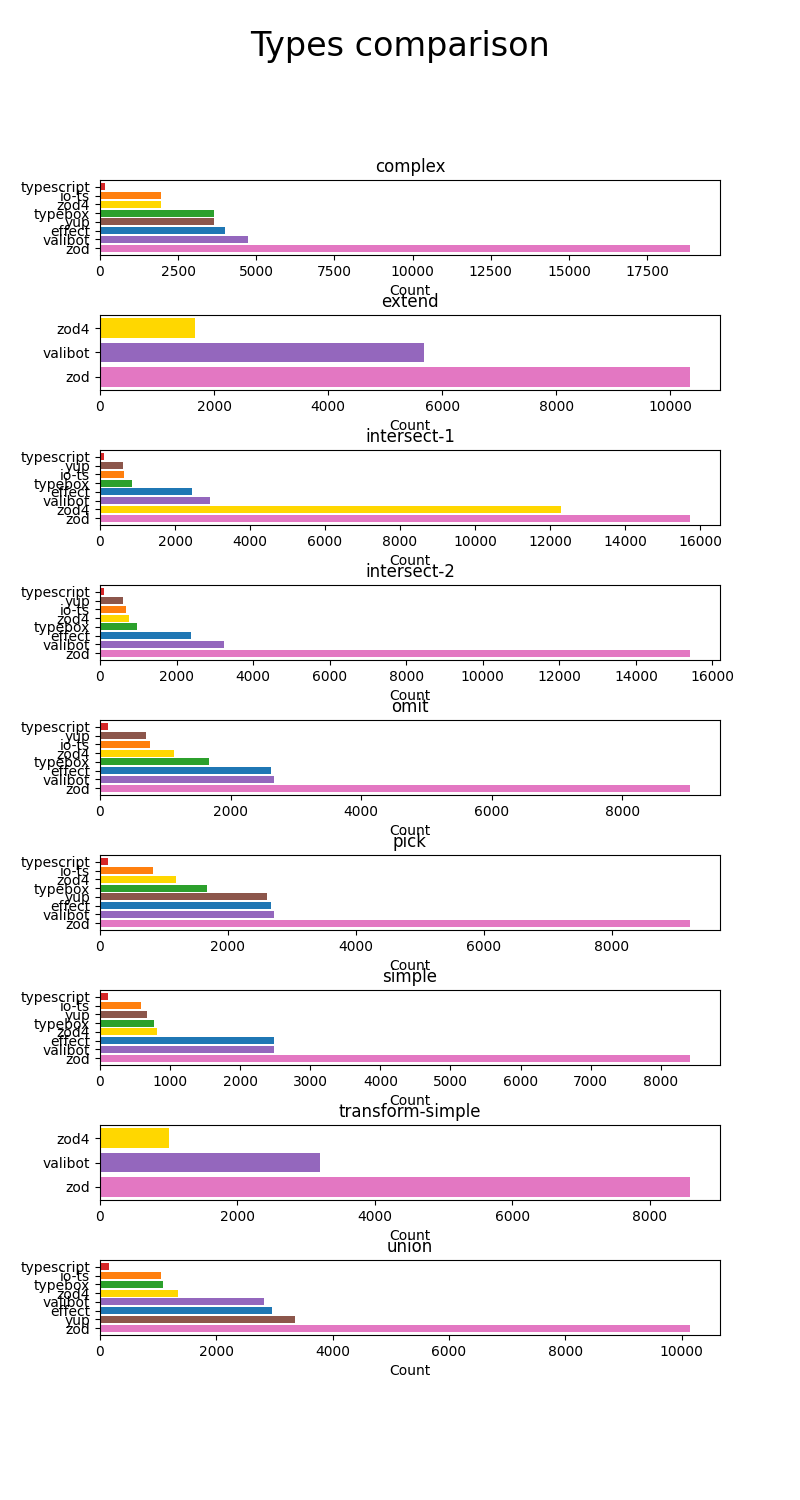 Types comparison
complex
typescript
io-ts
zod4
typebox
yup
effect
valibot
zod
0 2500 5000 7500 10000 12500 15000 17500
Count
extend
zod4
valibot
zod
0 2000 4000 6000 8000 10000
Count
intersect-1
typescript
yup
io-ts
typebox
effect
valibot
zod4
zod
0 2000 4000 6000 8000 10000 12000 14000 16000
Count
intersect-2
typescript
yup
io-ts
zod4
typebox
effect
valibot
zod
0 2000 4000 6000 8000 10000 12000 14000 16000
Count
omit
typescript
yup
io-ts
zod4
typebox
effect
valibot
zod
0 2000 4000 6000 8000
Count
pick
typescript
io-ts
zod4
typebox
yup
effect
valibot
zod
0 2000 4000 6000 8000
Count
simple
typescript
io-ts
yup
typebox
zod4
effect
valibot
zod
0 1000 2000 3000 4000 5000 6000 7000 8000
Count
transform-simple
zod4
valibot
zod
0 2000 4000 6000 8000
Count
union
typescript
io-ts
typebox
zod4
valibot
effect
yup
zod
0 2000 4000 6000 8000 10000
Count